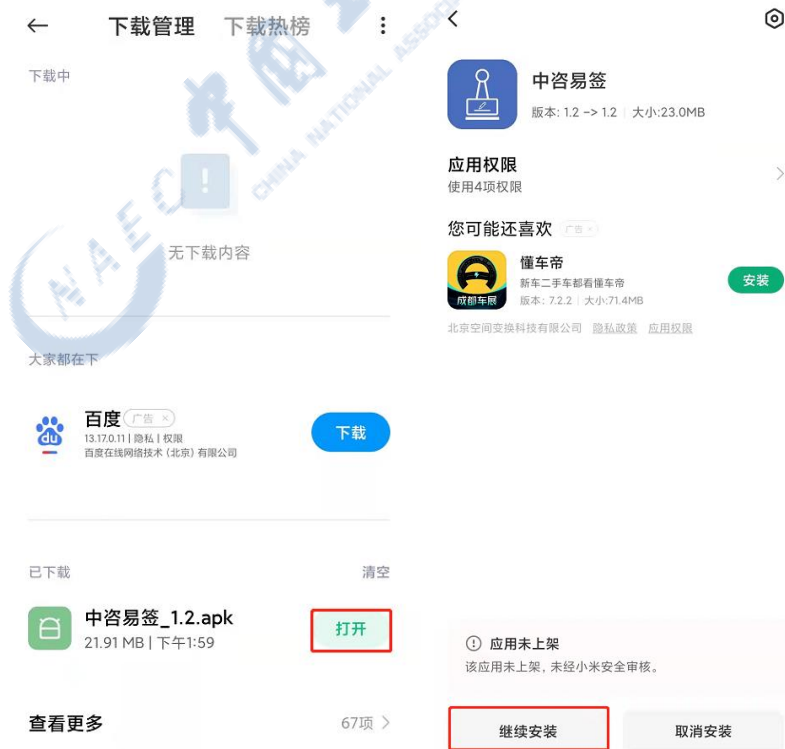 下载管理 下载热榜
下载中
无下载内容
大家都在下
百度 广告 ×
13.17.0.11 | 隐私 | 权限
百度在线网络技术 (北京) 有限公司
下载
已下载 清空
中咨易签_1.2.apk
21.91 MB | 下午1:59
打开
查看更多 67项 >
中咨易签
版本: 1.2 -> 1.2 | 大小:23.0MB
应用权限
使用4项权限
您可能还喜欢 广告 ×
懂车帝
新车二手车都看懂车帝
版本: 7.2.2 | 大小:71.4MB
成都车展
安装
北京空间变换科技有限公司 隐私政策 应用权限
应用未上架
该应用未上架, 未经小米安全审核。
继续安装 取消安装
NAEC 中国
CHINA NATIONAL ASSOC